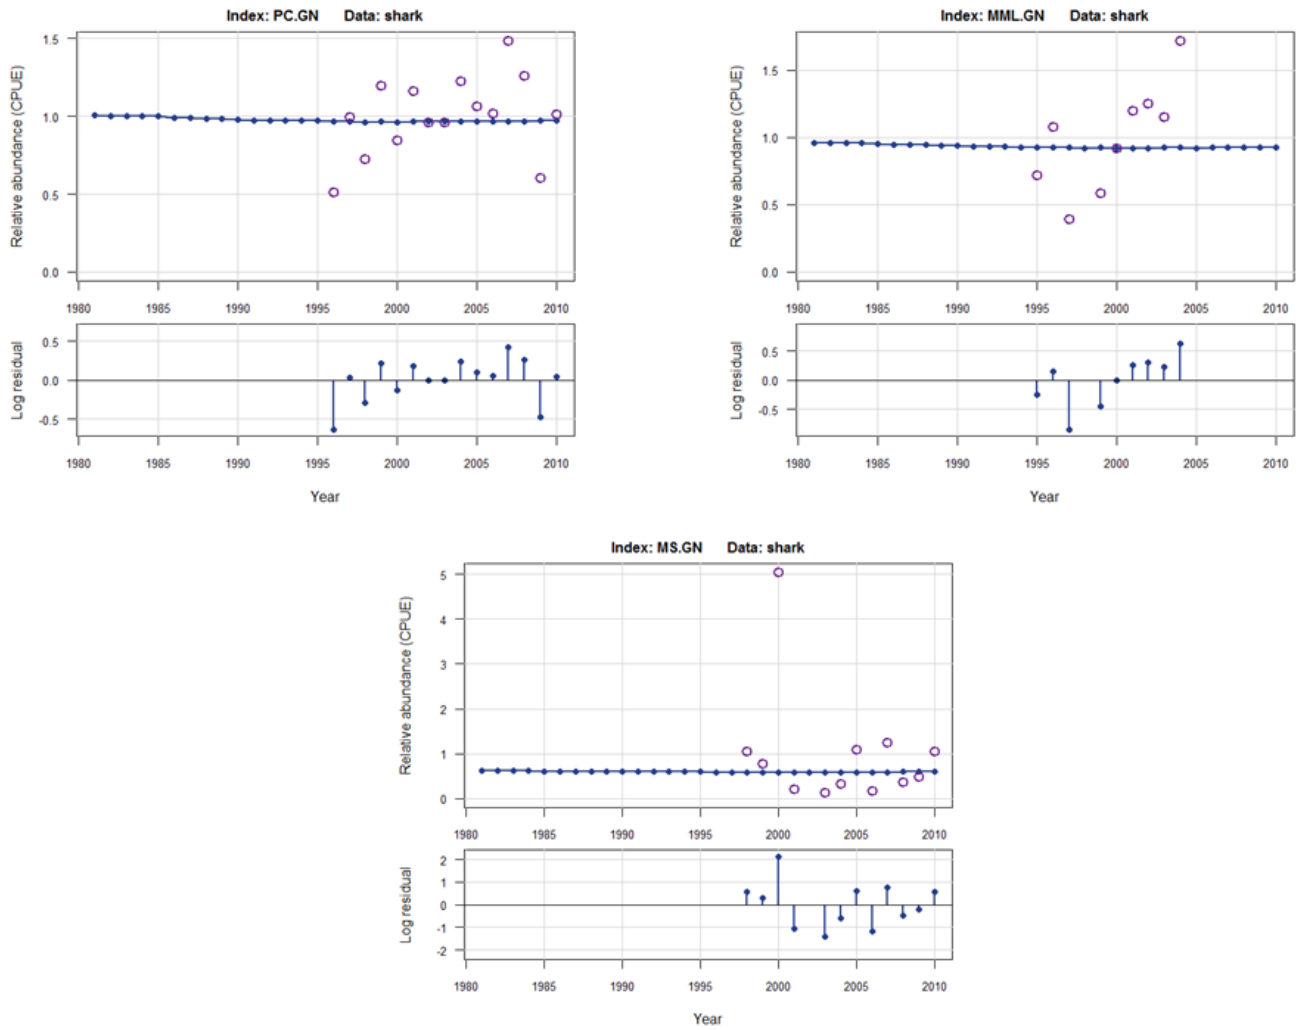 Index: PC.GN Data: shark
Relative abundance (CPUE)
1.5
1.0
0.5
0.0
1980 1985 1990 1995 2000 2005 2010
Log residual
0.5
0.0
-0.5
1980 1985 1990 1995 2000 2005 2010
Year
Index: MML.GN Data: shark
Relative abundance (CPUE)
1.5
1.0
0.5
0.0
1980 1985 1990 1995 2000 2005 2010
Log residual
0.5
0.0
-0.5
1980 1985 1990 1995 2000 2005 2010
Year
Index: MS.GN Data: shark
Relative abundance (CPUE)
5
4
3
2
1
0
1980 1985 1990 1995 2000 2005 2010
Log residual
2
1
0
-1
-2
1980 1985 1990 1995 2000 2005 2010
Year